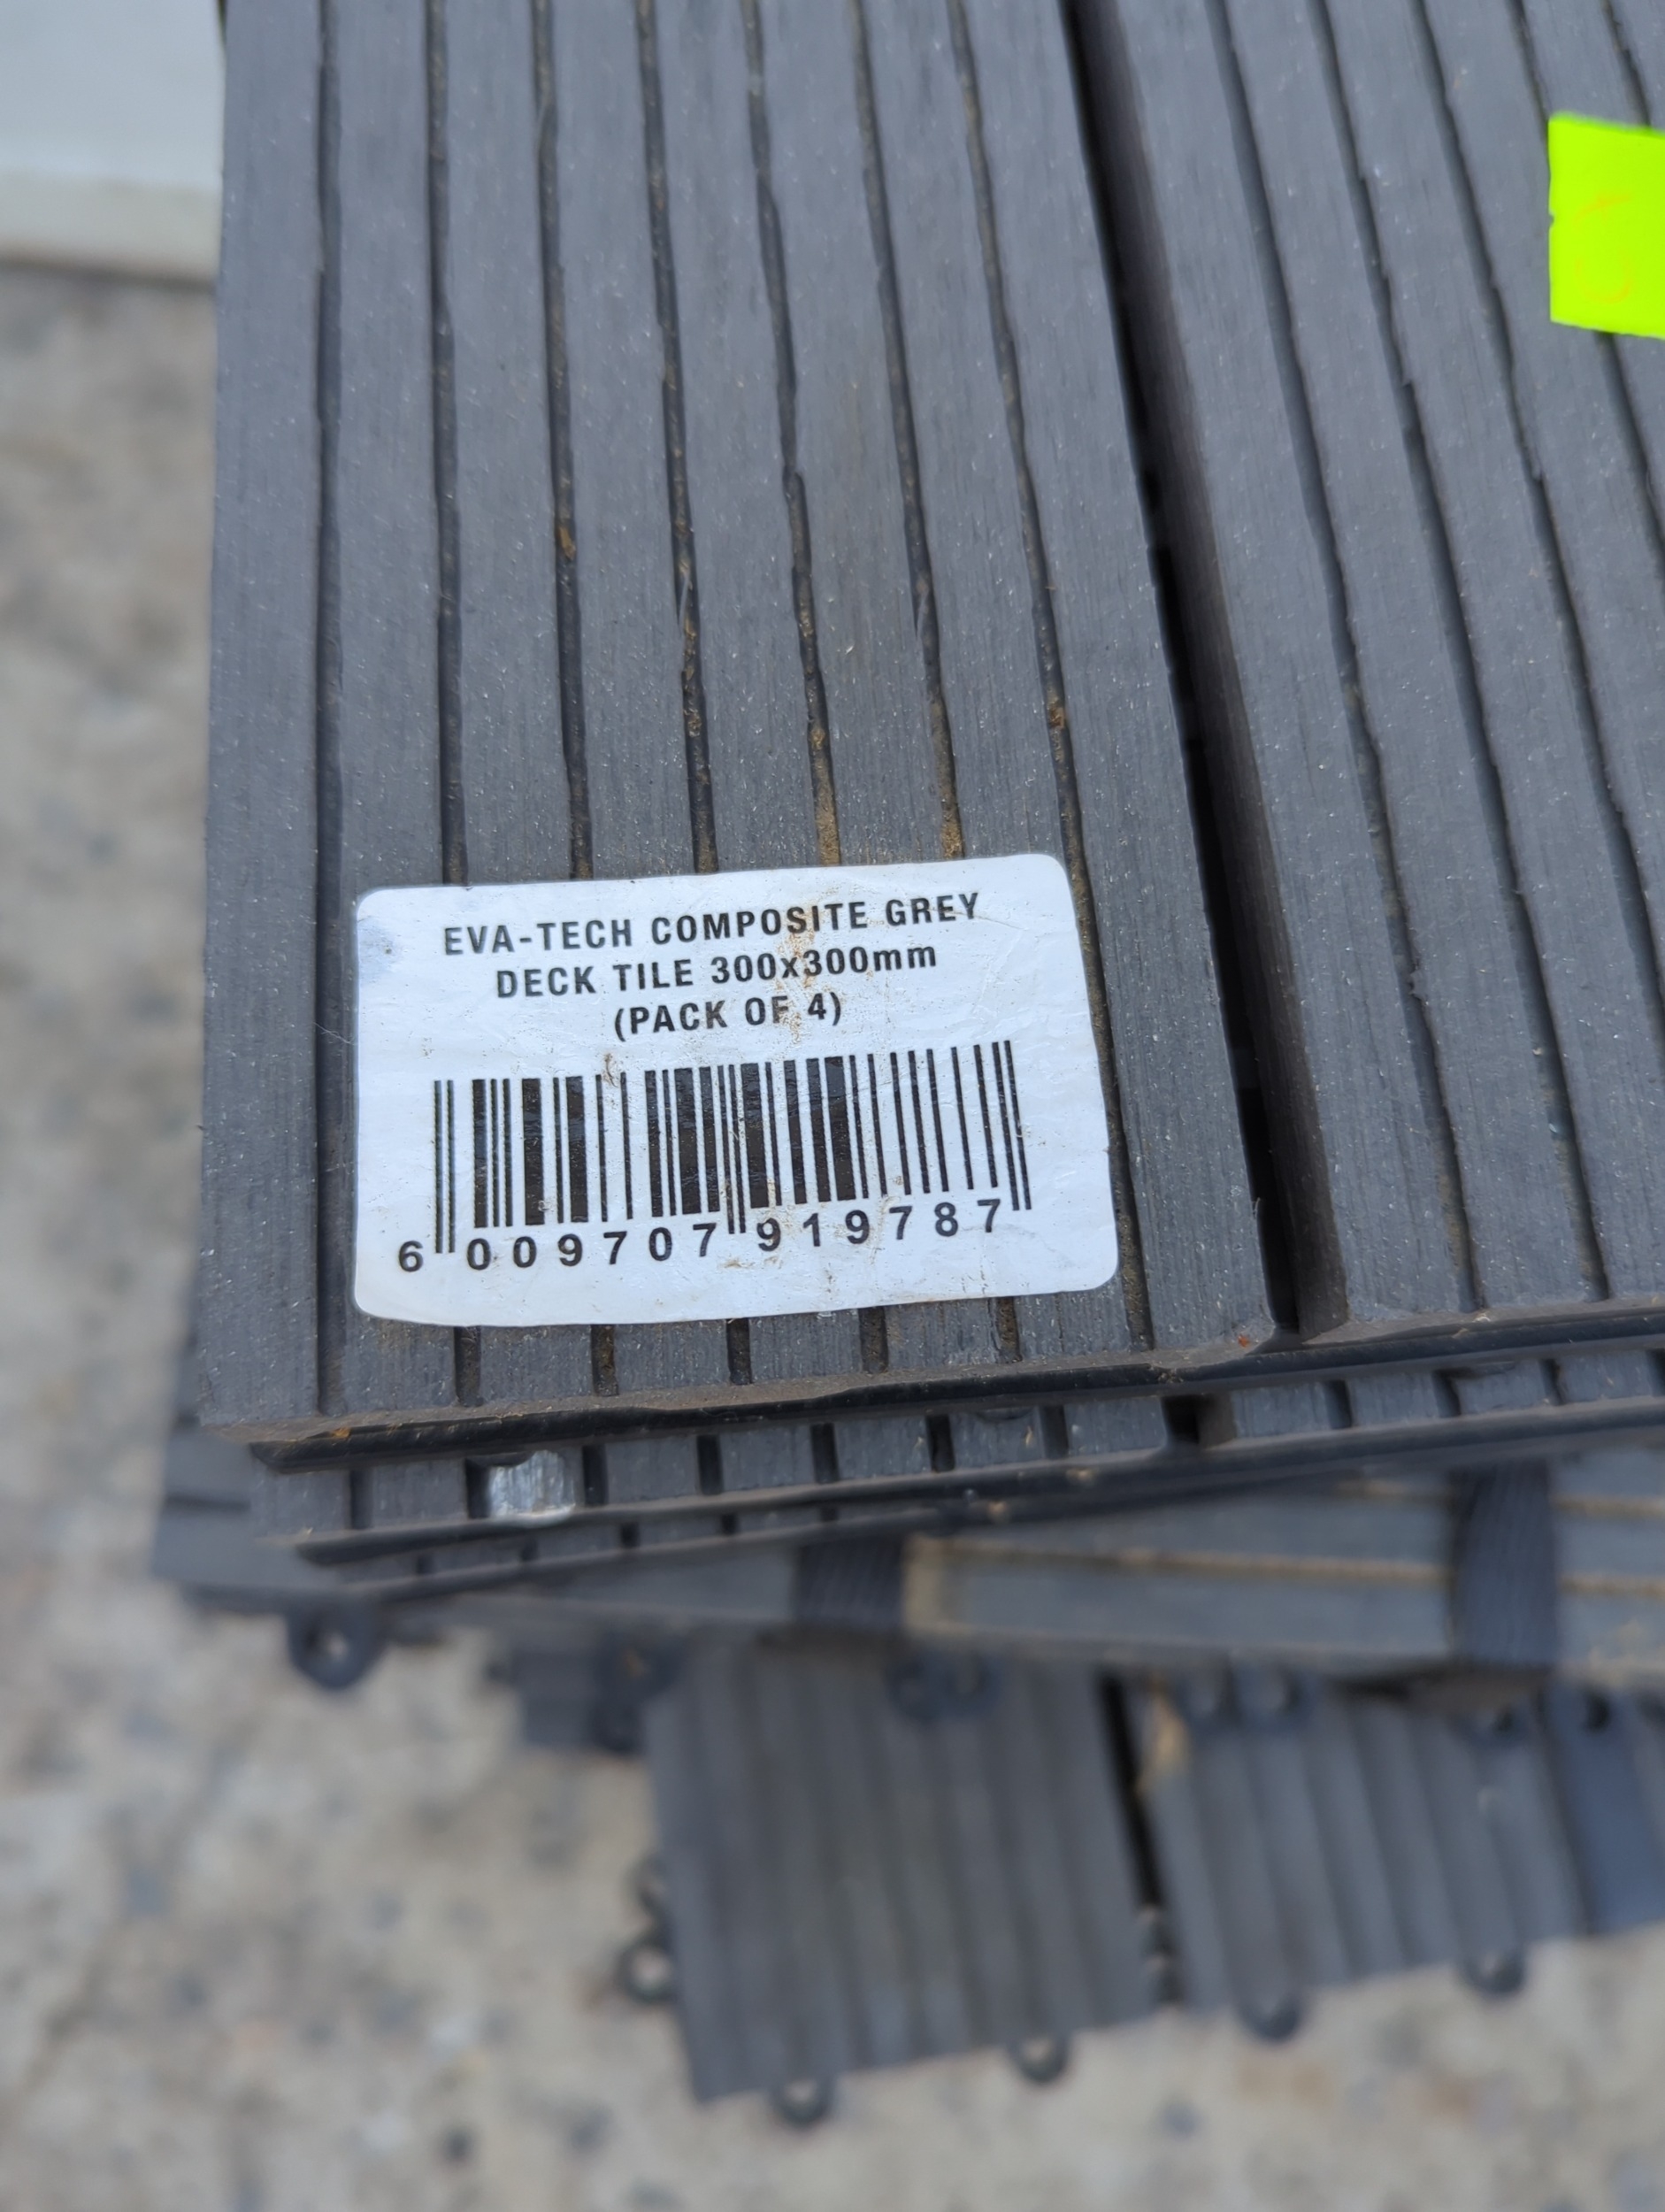 EVA-TECH COMPOSITE GREY
DECK TILE 300x300mm
(PACK OF 4)
6 009707 919787